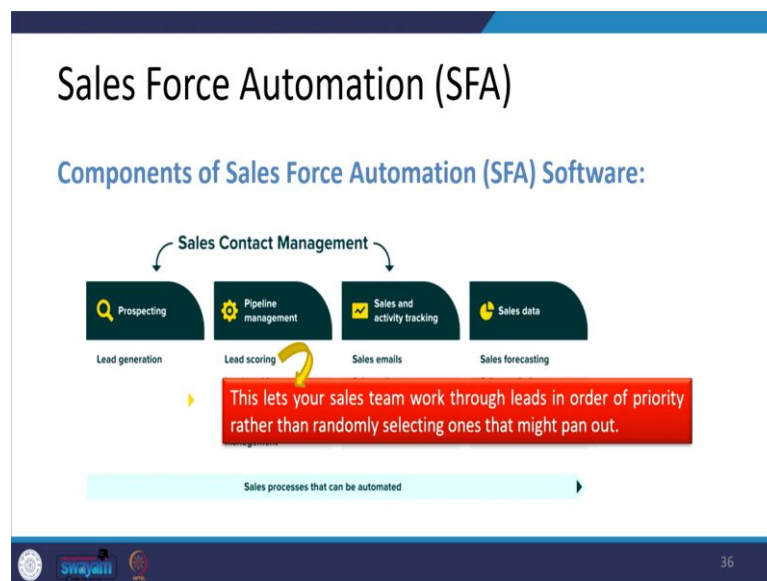 Sales Force Automation (SFA)
Components of Sales Force Automation (SFA) Software:
Sales Contact Management
Prospecting
Pipeline
management
Sales and
activity tracking
Sales data
Lead generation
Lead scoring
Sales emails
Sales forecasting
This lets your sales team work through leads in order of priority
rather than randomly selecting ones that might pan out.
management
Sales processes that can be automated
swayam
36